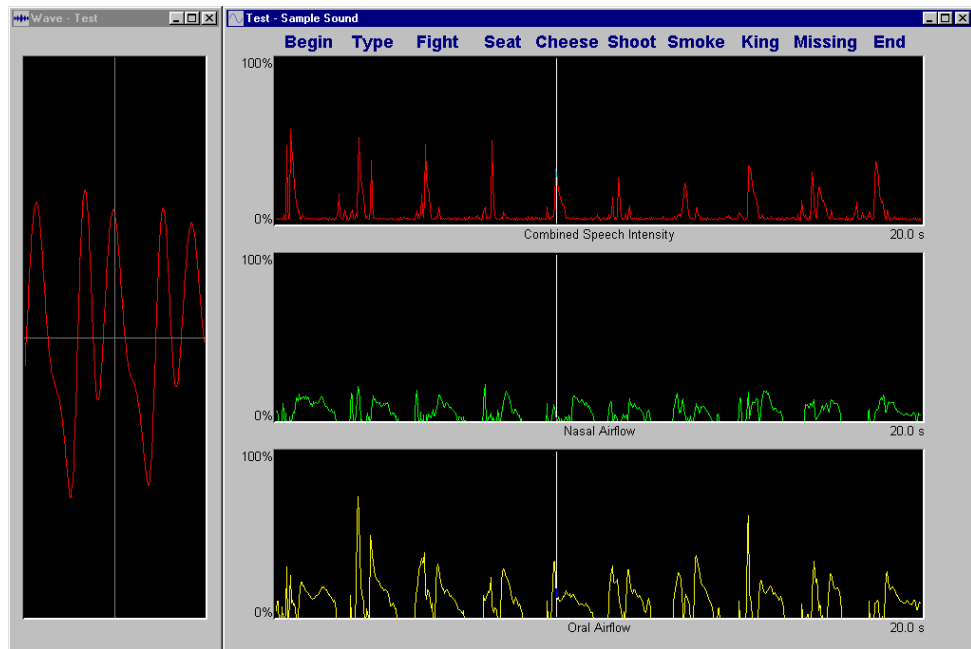 Wave - Test
Test - Sample Sound
Begin Type Fight Seat Cheese Shoot Smoke King Missing End
100%
0%
Combined Speech Intensity 20.0 s
100%
0%
Nasal Airflow 20.0 s
100%
0%
Oral Airflow 20.0 s